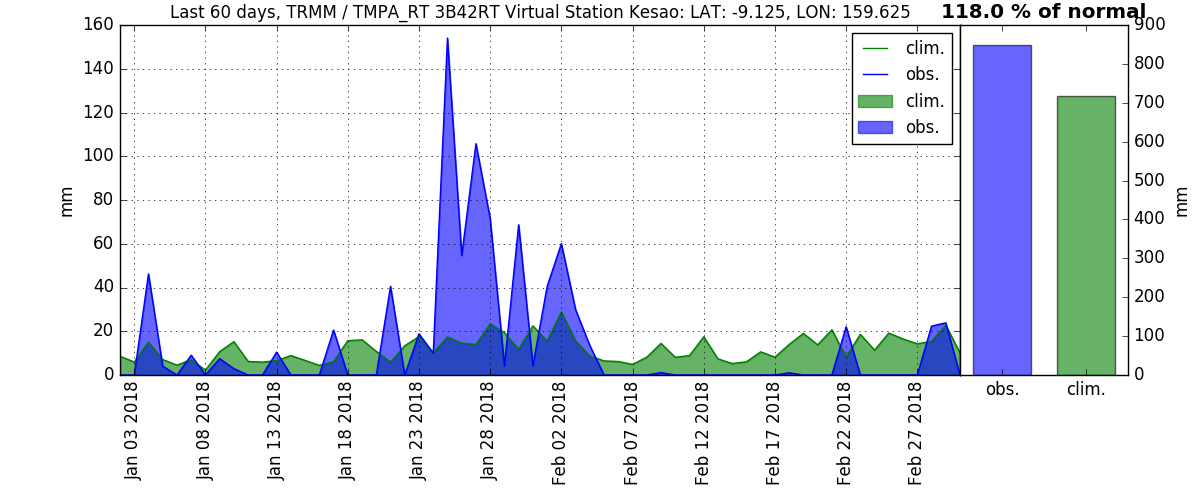 Last 60 days, TRMM / TMPA_RT 3B42RT Virtual Station Kesao: LAT: -9.125, LON: 159.625
118.0 % of normal
160
140
120
100
80
60
40
20
0
mm
clim.
obs.
clim.
obs.
900
800
700
600
500
400
300
200
100
0
mm
Jan 03 2018
Jan 08 2018
Jan 13 2018
Jan 18 2018
Jan 23 2018
Jan 28 2018
Feb 02 2018
Feb 07 2018
Feb 12 2018
Feb 17 2018
Feb 22 2018
Feb 27 2018
obs.
clim.